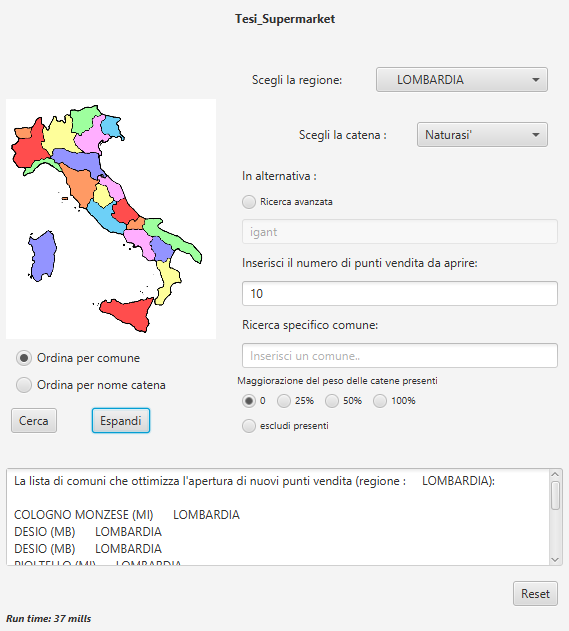 Tesi_Supermarket
Scegli la regione:
LOMBARDIA
Scegli la catena :
Naturasi'
In alternativa :
Ricerca avanzata
igant
Inserisci il numero di punti vendita da aprire:
10
Ricerca specifico comune:
Inserisci un comune..
Ordina per comune
Ordina per nome catena
Maggiorazione del peso delle catene presenti
0 25% 50% 100%
escludi presenti
Cerca Espandi
La lista di comuni che ottimizza l'apertura di nuovi punti vendita (regione : LOMBARDIA):
COLOGNO MONZESE (MI) LOMBARDIA
DESIO (MB) LOMBARDIA
DESIO (MB) LOMBARDIA
PIOLTELLO (MI) LOMBARDIA
Reset
Run time: 37 mills